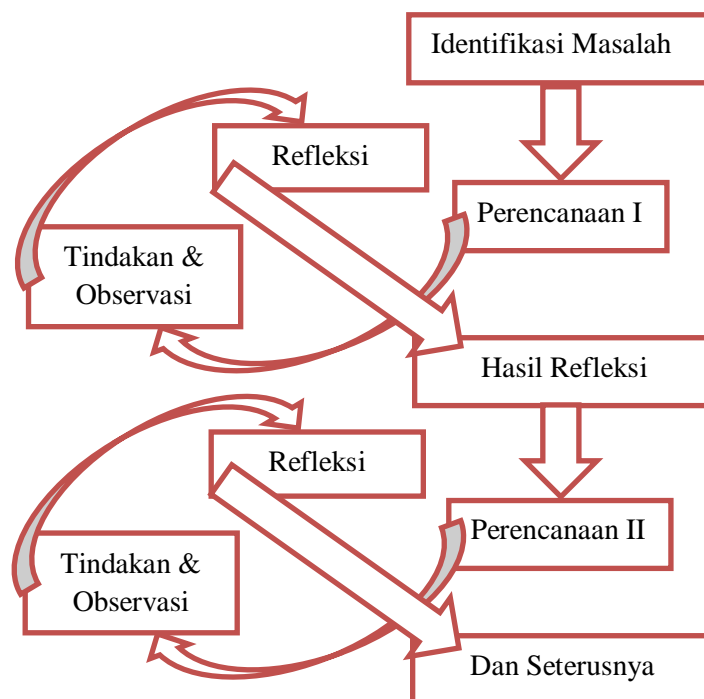 Identifikasi Masalah
Refleksi
Perencanaan I
Tindakan &
Observasi
Hasil Refleksi
Refleksi
Perencanaan II
Tindakan &
Observasi
Dan Seterusnya